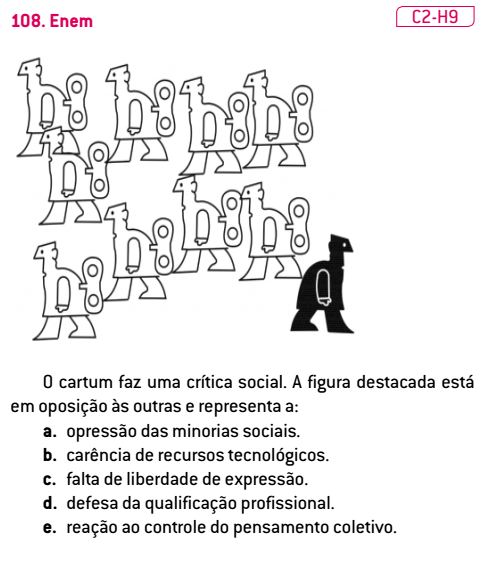 108. Enem
C2-H9
O cartum faz uma crítica social. A figura destacada está
em oposição às outras e representa a:
a. opressão das minorias sociais.
b. carência de recursos tecnológicos.
c. falta de liberdade de expressão.
d. defesa da qualificação profissional.
e. reação ao controle do pensamento coletivo.